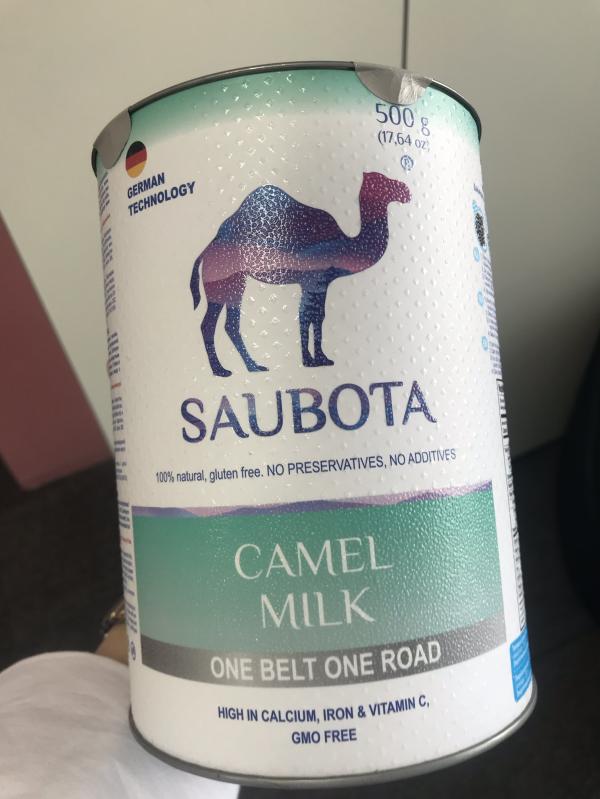 500 g
(17,64 oz)
®
GERMAN
TECHNOLOGY
SAUBOTA
100% natural, gluten free. NO PRESERVATIVES, NO ADDITIVES
CAMEL
MILK
ONE BELT ONE ROAD
HIGH IN CALCIUM, IRON & VITAMIN C,
GMO FREE